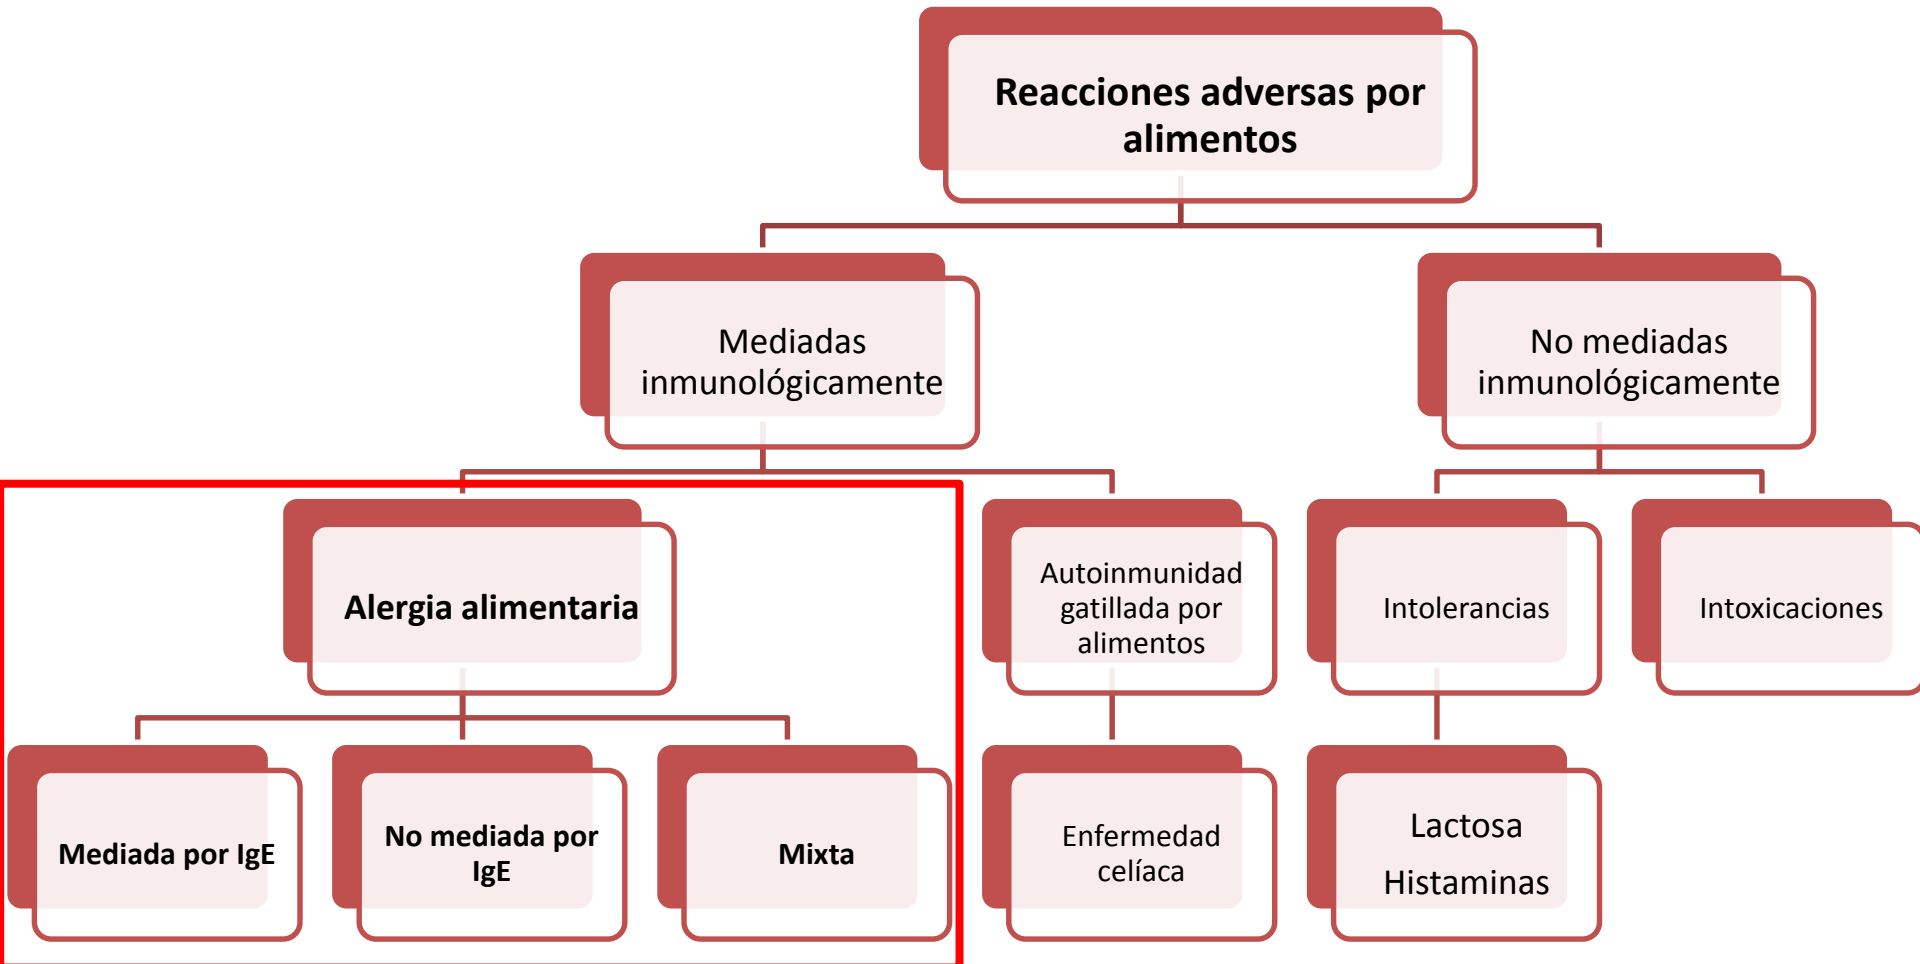 Reacciones adversas por
alimentos
Mediadas
inmunológicamente
No mediadas
inmunológicamente
Alergia alimentaria
Autoinmunidad
gatillada por
alimentos
Intolerancias
Intoxicaciones
Mediada por IgE
No mediada por
IgE
Mixta
Enfermedad
celíaca
Lactosa
Histaminas